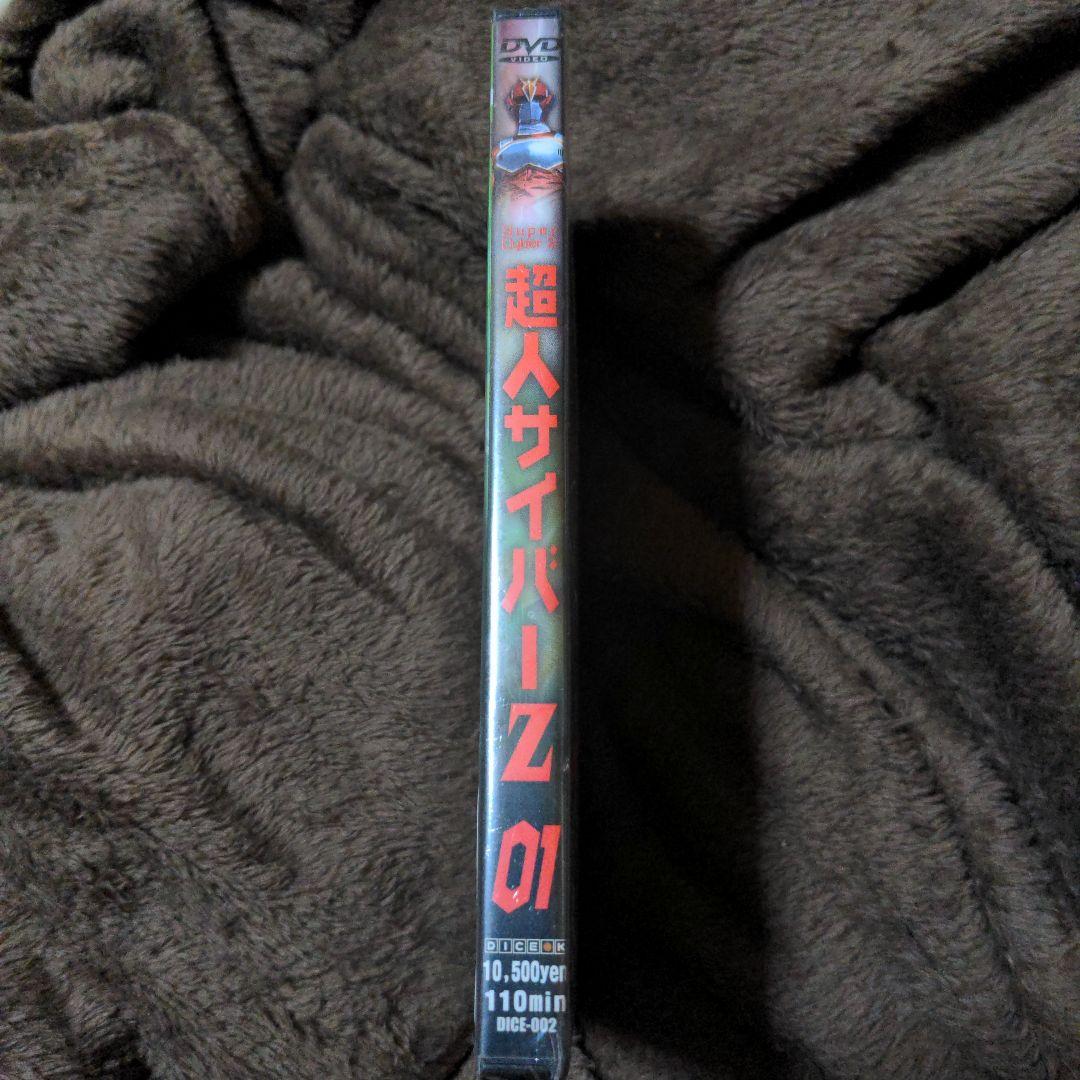 DVD
VIDEO
Super
Cyber Z
超人サイバーZ
01
DICE K
10,500yen
110min
DICE-002